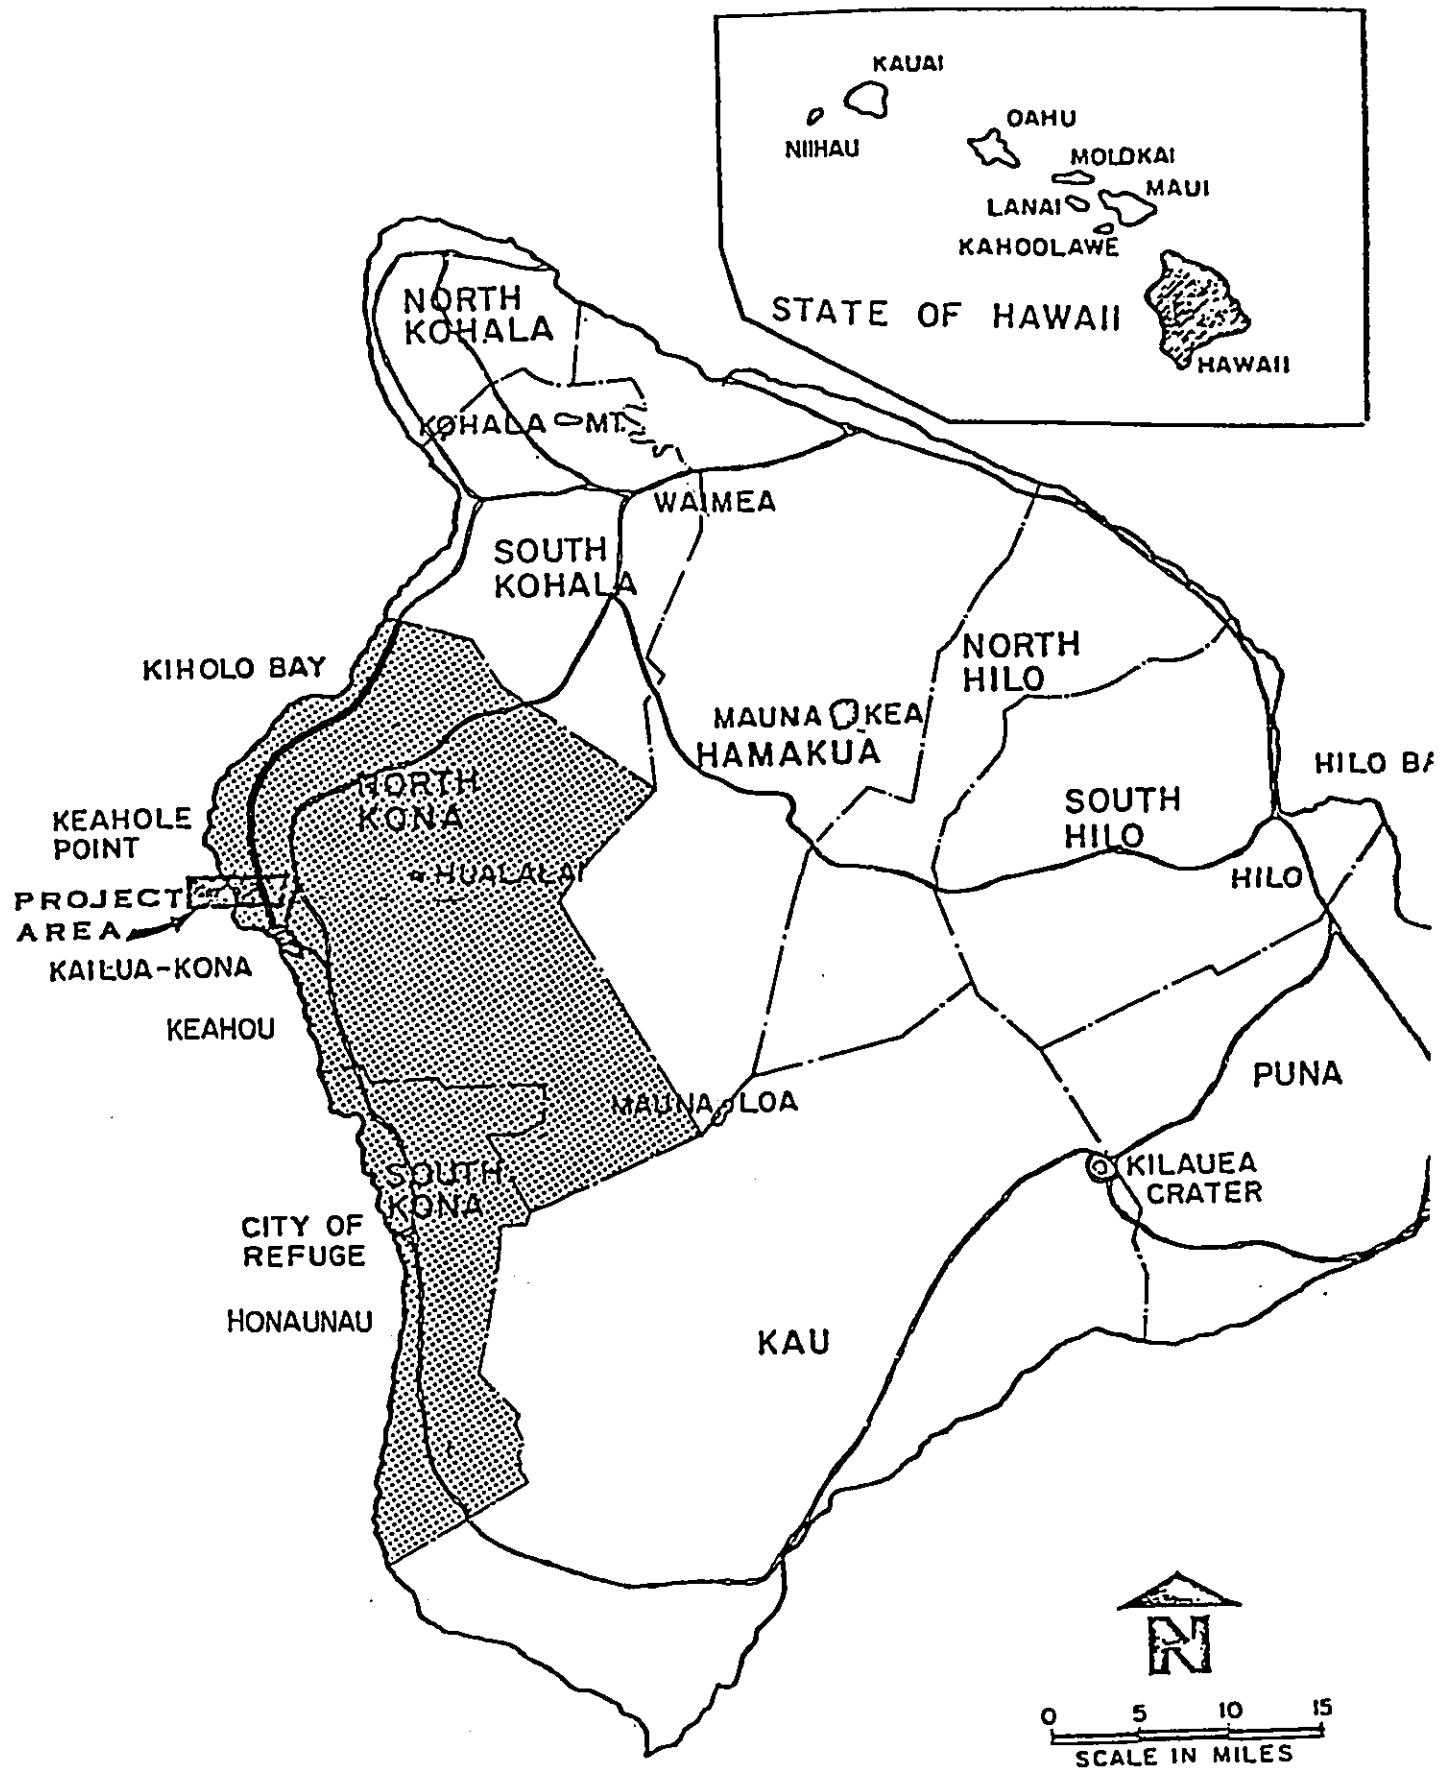 KAUAI
OAHU
NIIHAU
MOLOKAI
MAUI
LANAI
KAHOOLAWE
STATE OF HAWAII
HAWAII
NORTH
KOHALA
KOHALA MT.
WAIMEA
SOUTH
KOHALA
KIHOLO BAY
NORTH
HILO
MAUNA KEA
HAMAKUA
HILO BA
NORTH
KONA
SOUTH
HILO
KEAHOLE
POINT
HUALALAI
HILO
PROJECT
AREA
KAILUA-KONA
KEAHOU
PUNA
MAUNA LOA
KILAUEA
CRATER
SOUTH
KONA
CITY OF
REFUGE
HONAUNAU
KAU
N
0 5 10 15
SCALE IN MILES